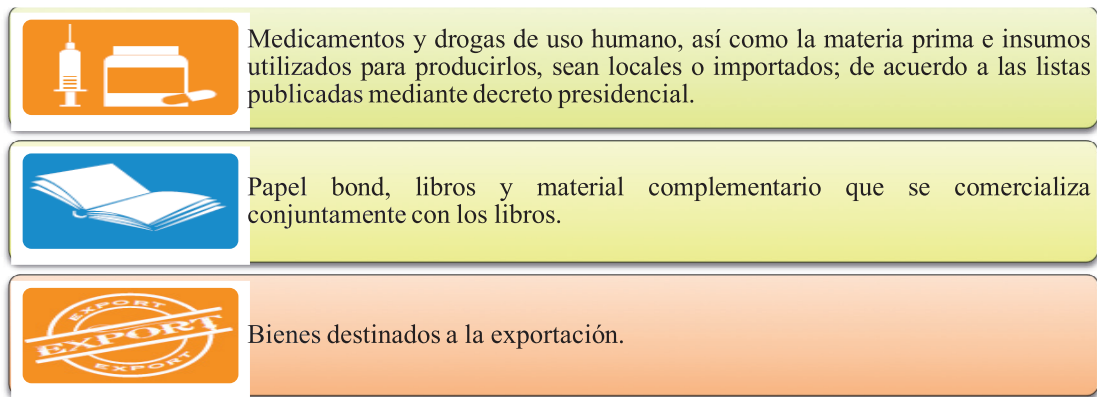 Medicamentos y drogas de uso humano, así como la materia prima e insumos
utilizados para producirlos, sean locales o importados; de acuerdo a las listas
publicadas mediante decreto presidencial.
Papel bond, libros y material complementario que se comercializa
conjuntamente con los libros.
EXPORT
EXPORT
EXPORT
Bienes destinados a la exportación.